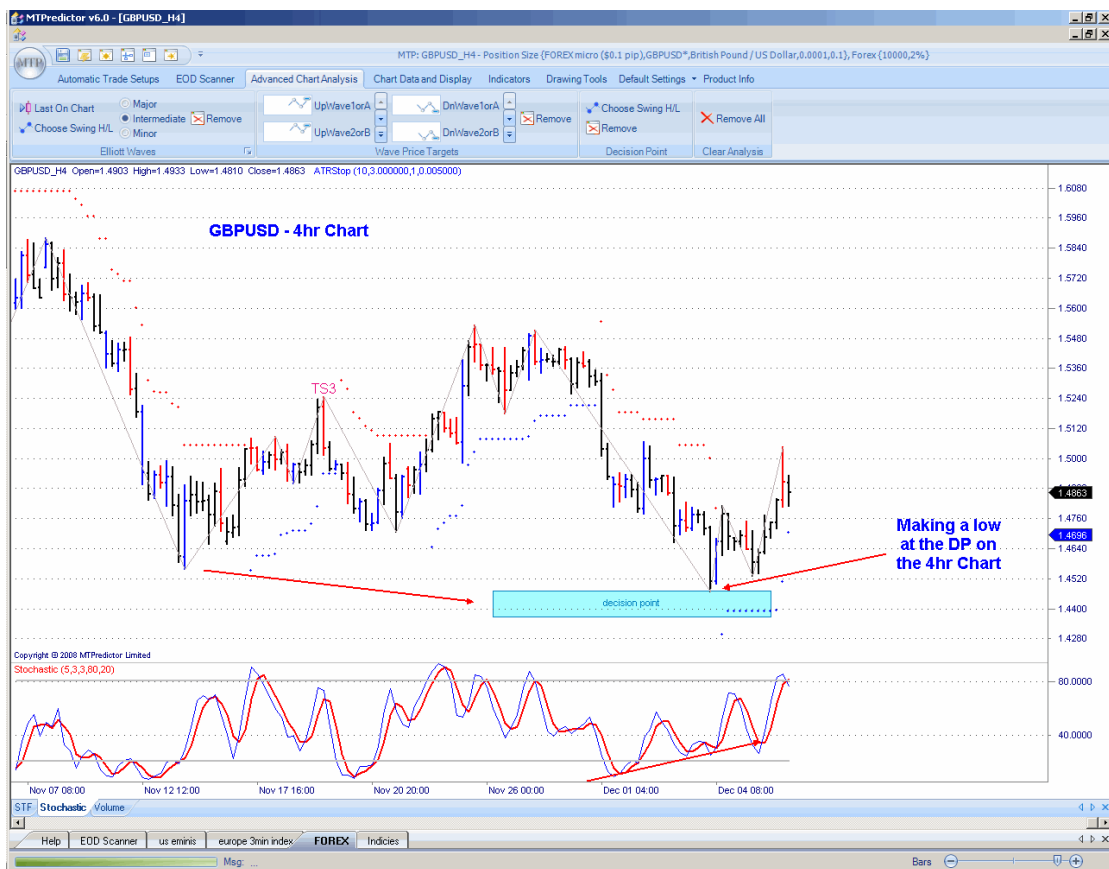 MTPredictor v6.0 - [GBPUSD_H4]
MTP: GBPUSD_H4 - Position Size {FOREX micro ($0.1 pip),GBPUSD*,British Pound / US Dollar,0.0001,0.1}, Forex {10000,2%}
MTP
Automatic Trade Setups EOD Scanner Advanced Chart Analysis Chart Data and Display Indicators Drawing Tools Default Settings Product Info
Last On Chart
Choose Swing H/L
Major
Intermediate
Minor
Remove
Elliott Waves
UpWave1orA
UpWave2orB
DnWave1orA
DnWave2orB
Remove
Wave Price Targets
Choose Swing H/L
Remove
Decision Point
Remove All
Clear Analysis
GBPUSD_H4 Open=1.4903 High=1.4933 Low=1.4810 Close=1.4863 ATRStop (10,3.000000,1,0.005000)
GBPUSD - 4hr Chart
TS3
Making a low
at the DP on
the 4hr Chart
decision point
1.6080
1.5960
1.5840
1.5720
1.5600
1.5480
1.5360
1.5240
1.5120
1.5000
1.4863
1.4760
1.4696
1.4640
1.4520
1.4400
1.4280
Copyright @ 2008 MTPredictor Limited
Stochastic (5,3,3,80,20)
80.0000
40.0000
Nov 07 08:00 Nov 12 12:00 Nov 17 16:00 Nov 20 20:00 Nov 26 00:00 Dec 01 04:00 Dec 04 08:00
STF Stochastic Volume
Help EOD Scanner us eminis europe 3min index FOREX Indicies
Msg: ...
Bars